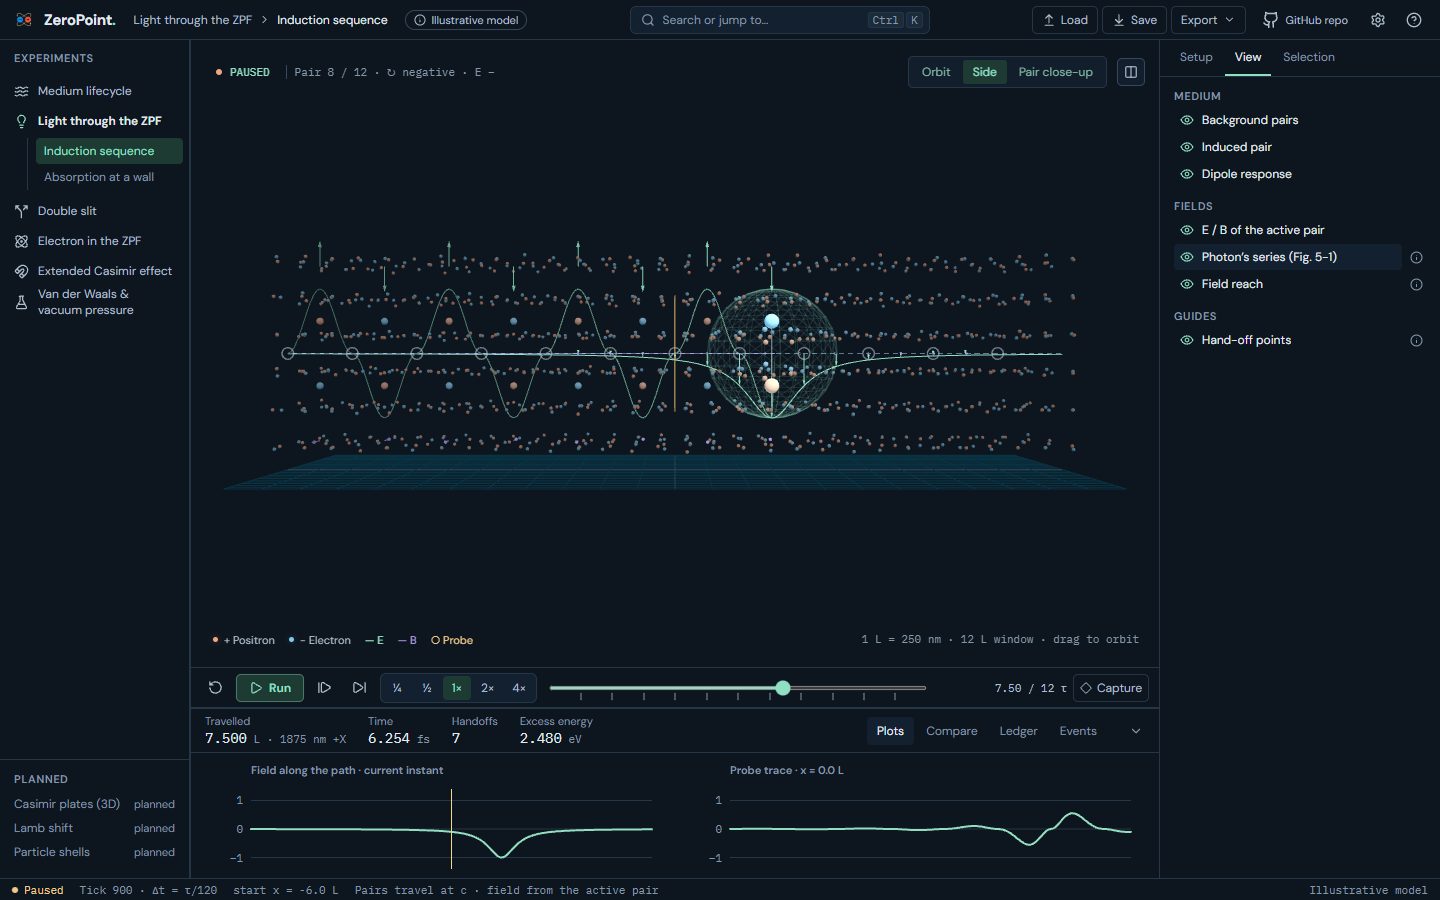 ZeroPoint.
Light through the ZPF > Induction sequence
Illustrative model
Search or jump to...
Ctrl K
Load
Save
Export
GitHub repo
EXPERIMENTS
Medium lifecycle
Light through the ZPF
Induction sequence
Absorption at a wall
Double slit
Electron in the ZPF
Extended Casimir effect
Van der Waals &
vacuum pressure
PLANNED
Casimir plates (3D) planned
Lamb shift planned
Particle shells planned
PAUSED
Pair 8 / 12 · ↻ negative · E −
Orbit Side Pair close-up
+ Positron
− Electron
— E
— B
Probe
1 L = 250 nm · 12 L window · drag to orbit
Run
¼ ½ 1× 2× 4×
7.50 / 12 τ
Capture
Travelled
7.500 L · 1875 nm +X
Time
6.254 fs
Handoffs
7
Excess energy
2.480 eV
Plots Compare Ledger Events
Field along the path · current instant
1
0
−1
Probe trace · x = 0.0 L
1
0
−1
Setup View Selection
MEDIUM
Background pairs
Induced pair
Dipole response
FIELDS
E / B of the active pair
Photon's series (Fig. 5-1)
Field reach
GUIDES
Hand-off points
Paused
Tick 900 · Δt = τ/120
start x = -6.0 L
Pairs travel at c · field from the active pair
Illustrative model